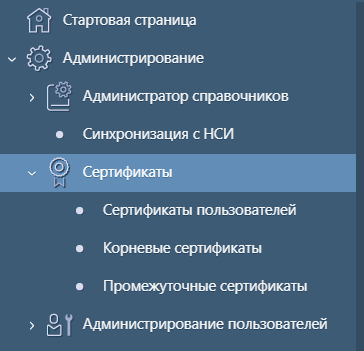 Стартовая страница
Администрирование
Администратор справочников
Синхронизация с НСИ
Сертификаты
Сертификаты пользователей
Корневые сертификаты
Промежуточные сертификаты
Администрирование пользователей